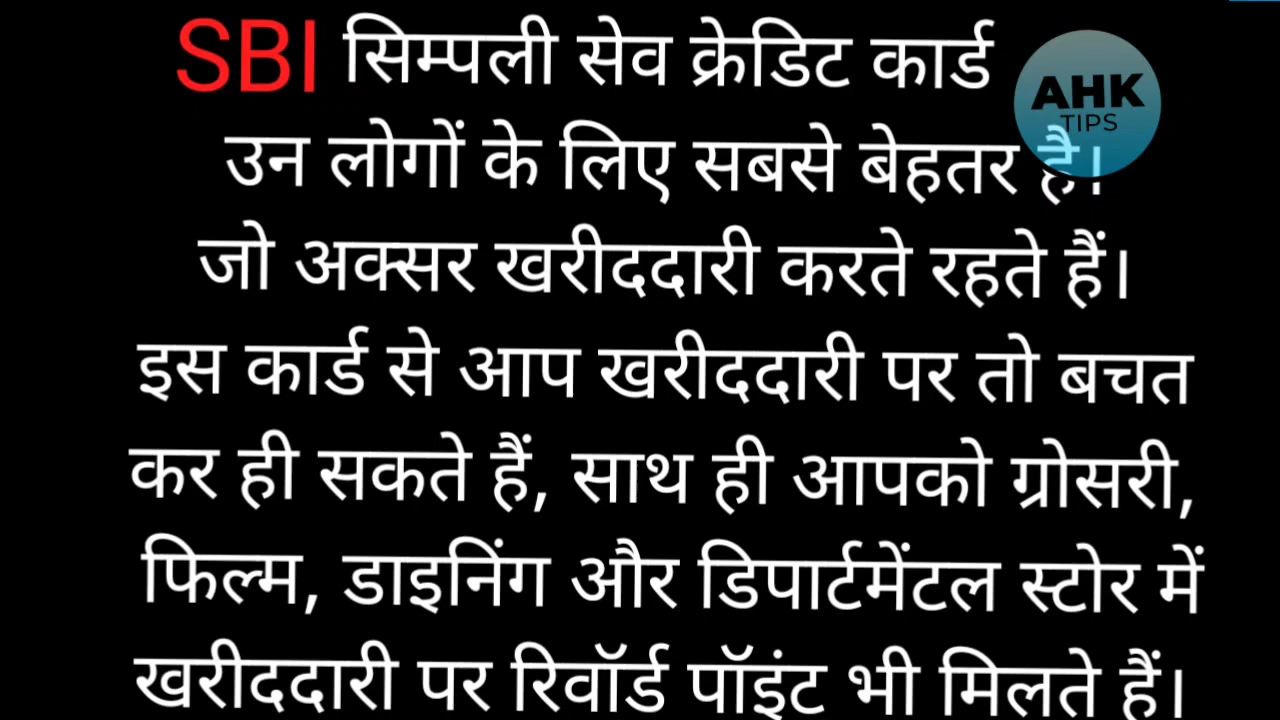 SBI सिम्पली सेव क्रेडिट कार्ड
AHK
TIPS
उन लोगों के लिए सबसे बेहतर है।
जो अक्सर खरीददारी करते रहते हैं।
इस कार्ड से आप खरीददारी पर तो बचत
कर ही सकते हैं, साथ ही आपको ग्रोसरी,
फिल्म, डाइनिंग और डिपार्टमेंटल स्टोर में
खरीददारी पर रिवॉर्ड पॉइंट भी मिलते हैं।